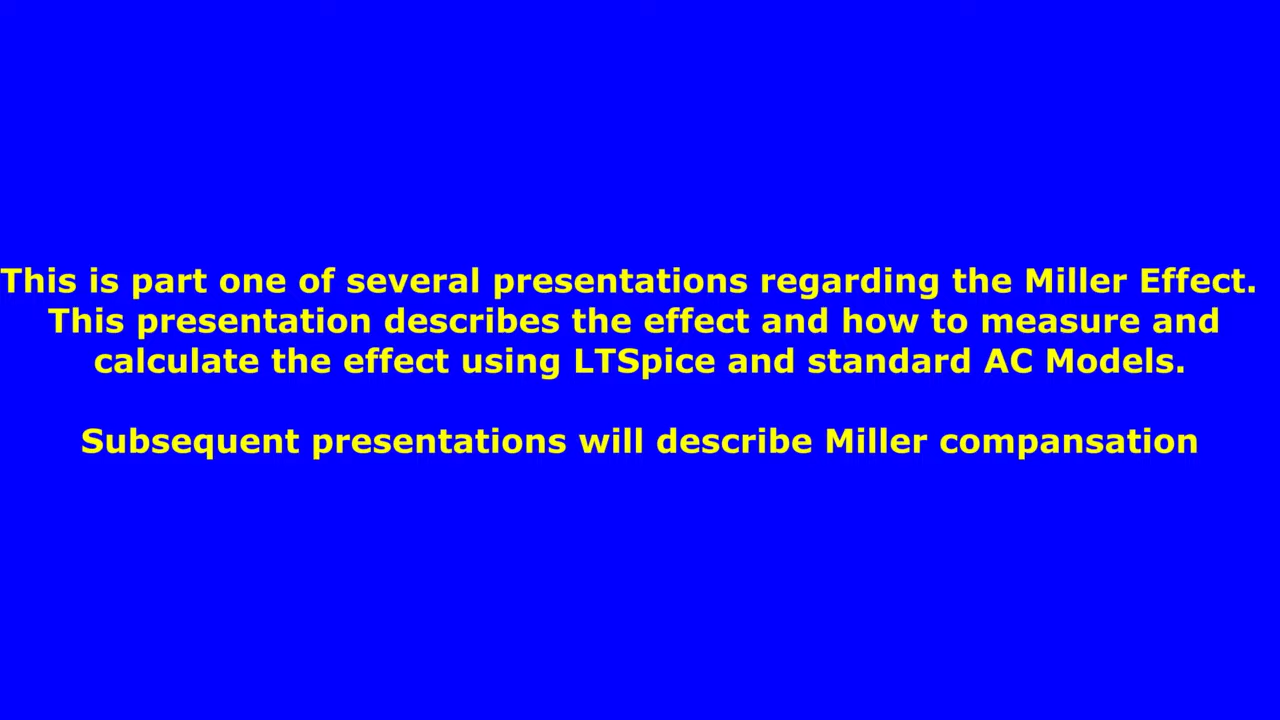 This is part one of several presentations regarding the Miller Effect.
This presentation describes the effect and how to measure and
calculate the effect using LTSpice and standard AC Models.
Subsequent presentations will describe Miller compansation